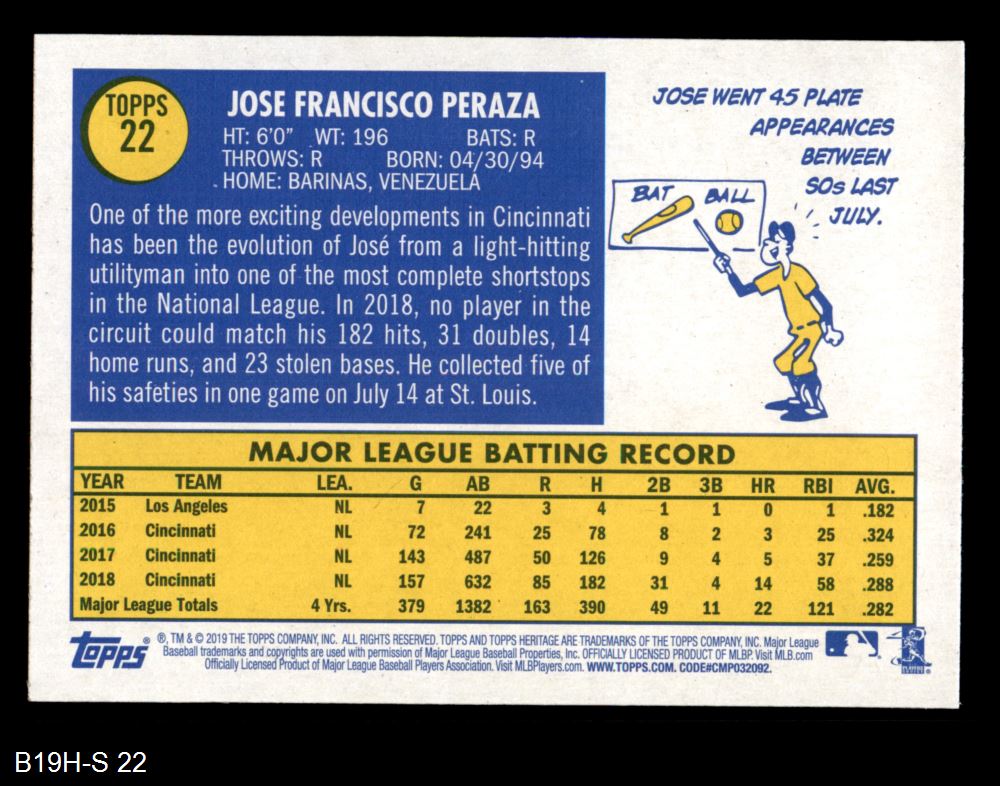 TOPPS
22
JOSE FRANCISCO PERAZA
HT: 6'0" WT: 196 BATS: R
THROWS: R BORN: 04/30/94
HOME: BARINAS, VENEZUELA
One of the more exciting developments in Cincinnati
has been the evolution of José from a light-hitting
utilityman into one of the most complete shortstops
in the National League. In 2018, no player in the
circuit could match his 182 hits, 31 doubles, 14
home runs, and 23 stolen bases. He collected five of
his safeties in one game on July 14 at St. Louis.
JOSE WENT 45 PLATE
APPEARANCES
BETWEEN
SOs LAST
JULY.
BAT BALL
MAJOR LEAGUE BATTING RECORD
YEAR TEAM LEA. G AB R H 2B 3B HR RBI AVG.
2015 Los Angeles NL 7 22 3 4 1 1 0 1 .182
2016 Cincinnati NL 72 241 25 78 8 2 3 25 .324
2017 Cincinnati NL 143 487 50 126 9 4 5 37 .259
2018 Cincinnati NL 157 632 85 182 31 4 14 58 .288
Major League Totals 4 Yrs. 379 1382 163 390 49 11 22 121 .282
topps ®
®, TM & © 2019 THE TOPPS COMPANY, INC. ALL RIGHTS RESERVED. TOPPS AND TOPPS HERITAGE ARE TRADEMARKS OF THE TOPPS COMPANY, INC. Major League
Baseball trademarks and copyrights are used with permission of Major League Baseball Properties, Inc. OFFICIALLY LICENSED PRODUCT OF MLBP. Visit MLB.com
Officially Licensed Product of Major League Baseball Players Association. Visit MLBPlayers.com. WWW.TOPPS.COM. CODE#CMP032092.
B19H-S 22